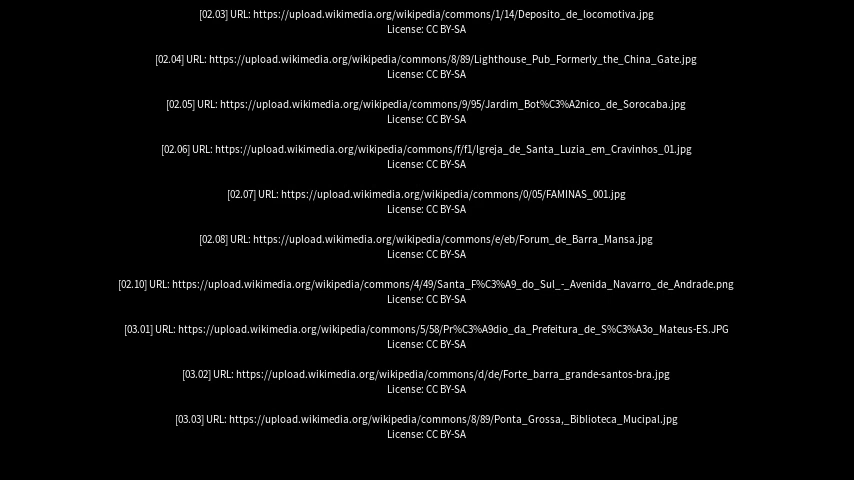 [02.03] URL: https://upload.wikimedia.org/wikipedia/commons/1/14/Deposito_de_locomotiva.jpg
License: CC BY-SA
[02.04] URL: https://upload.wikimedia.org/wikipedia/commons/8/89/Lighthouse_Pub_Formerly_the_China_Gate.jpg
License: CC BY-SA
[02.05] URL: https://upload.wikimedia.org/wikipedia/commons/9/95/Jardim_Bot%C3%A2nico_de_Sorocaba.jpg
License: CC BY-SA
[02.06] URL: https://upload.wikimedia.org/wikipedia/commons/f/f1/Igreja_de_Santa_Luzia_em_Cravinhos_01.jpg
License: CC BY-SA
[02.07] URL: https://upload.wikimedia.org/wikipedia/commons/0/05/FAMINAS_001.jpg
License: CC BY-SA
[02.08] URL: https://upload.wikimedia.org/wikipedia/commons/e/eb/Forum_de_Barra_Mansa.jpg
License: CC BY-SA
[02.10] URL: https://upload.wikimedia.org/wikipedia/commons/4/49/Santa_F%C3%A9_do_Sul_-_Avenida_Navarro_de_Andrade.png
License: CC BY-SA
[03.01] URL: https://upload.wikimedia.org/wikipedia/commons/5/58/Pr%C3%A9dio_da_Prefeitura_de_S%C3%A3o_Mateus-ES.JPG
License: CC BY-SA
[03.02] URL: https://upload.wikimedia.org/wikipedia/commons/d/de/Forte_barra_grande-santos-bra.jpg
License: CC BY-SA
[03.03] URL: https://upload.wikimedia.org/wikipedia/commons/8/89/Ponta_Grossa,_Biblioteca_Mucipal.jpg
License: CC BY-SA